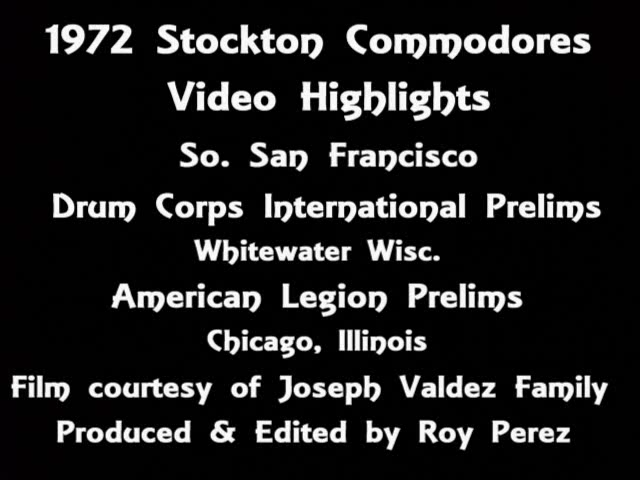 1972 Stockton Commodores
Video Highlights
So. San Francisco
Drum Corps International Prelims
Whitewater Wisc.
American Legion Prelims
Chicago, Illinois
Film courtesy of Joseph Valdez Family
Produced & Edited by Roy Perez